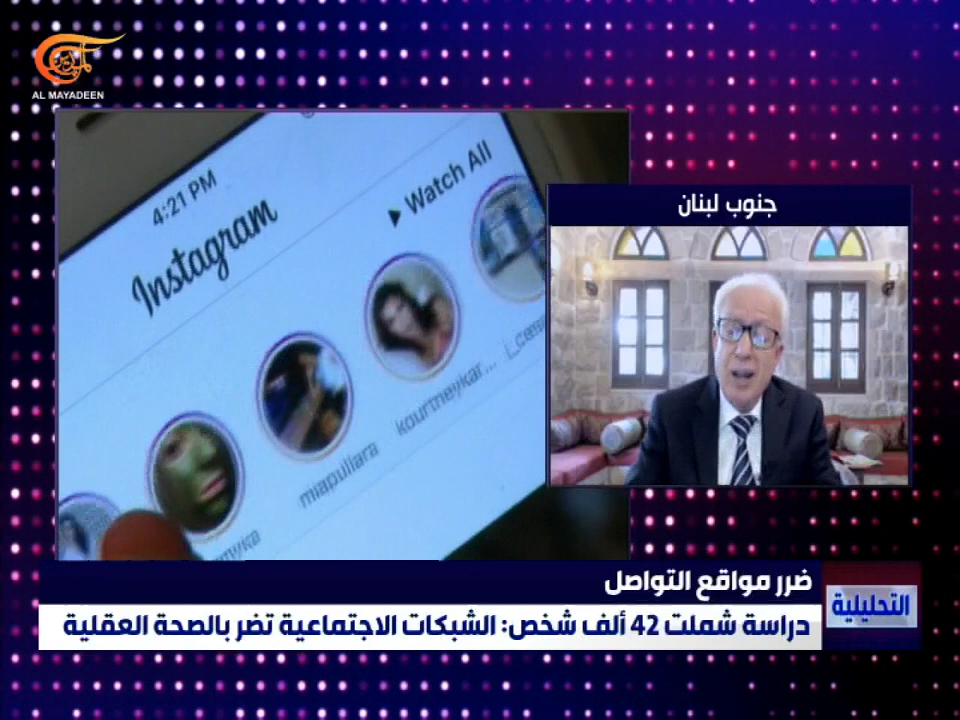 AL MAYADEEN
4:21 PM
Instagram
Watch All
miapuliara
kourtneykar...
جنوب لبنان
ضرر مواقع التواصل
التحليلية
دراسة شملت 42 ألف شخص: الشبكات الاجتماعية تضر بالصحة العقلية